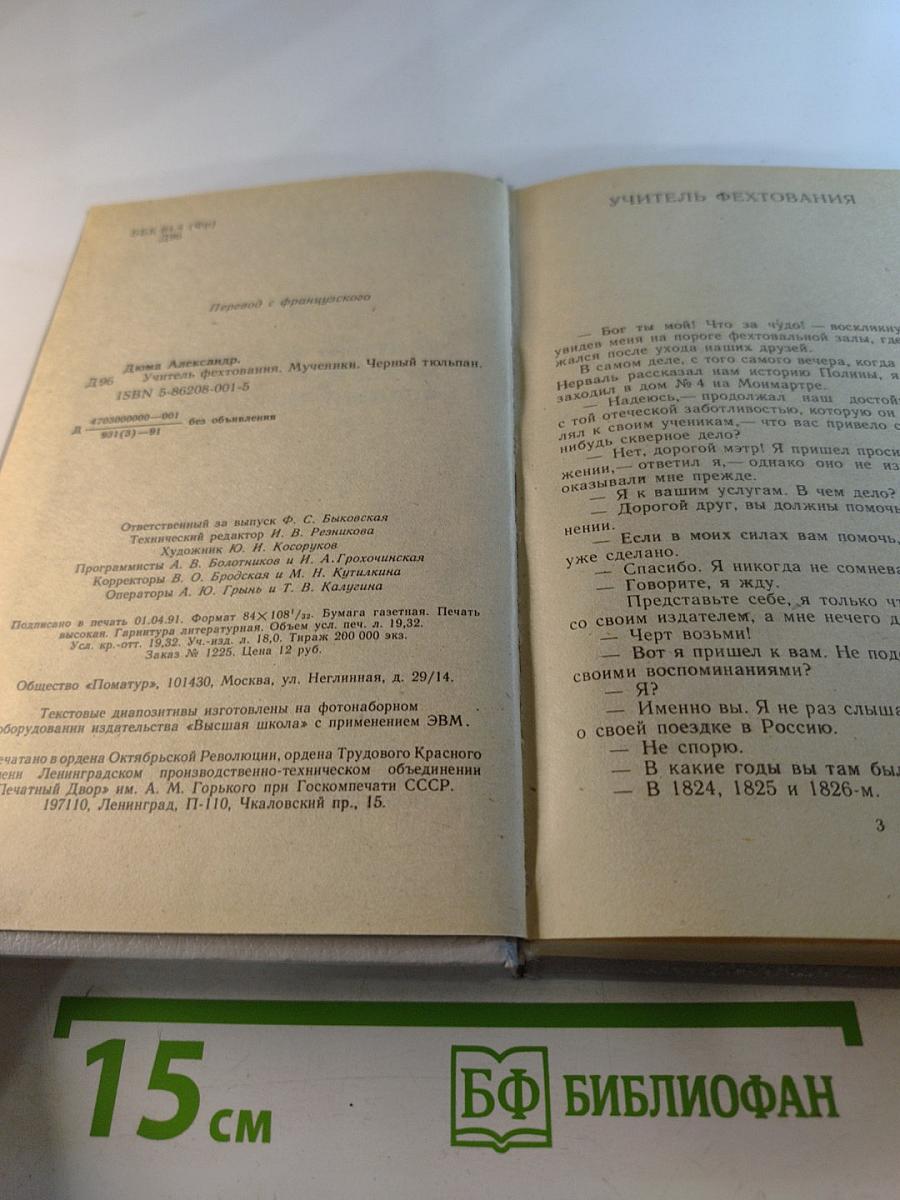 ББК 84.4 (Фр)
Д96
Перевод с французского
Дюма Александр.
Д96 Учитель фехтования. Мученики. Черный тюльпан.
ISBN 5-86208-001-5
Д 4703000000—001 без объявления
931(3)—91
Ответственный за выпуск Ф. С. Быковская
Технический редактор И. В. Резникова
Художник Ю. И. Косоруков
Программисты А. В. Болотников и И. А. Грохочинская
Корректоры В. О. Бродская и М. Н. Кутилкина
Операторы А. Ю. Грынь и Т. В. Калугина
Подписано в печать 01.04.91. Формат 84×108¹/₃₂. Бумага газетная. Печать
высокая. Гарнитура литературная. Объем усл. печ. л. 19,32.
Усл. кр.-отт. 19,32. Уч.-изд. л. 18,0. Тираж 200 000 экз.
Заказ № 1225. Цена 12 руб.
Общество «Поматур», 101430, Москва, ул. Неглинная, д. 29/14.
Текстовые диапозитивы изготовлены на фотонаборном
оборудовании издательства «Высшая школа» с применением ЭВМ.
ечатано в ордена Октябрьской Революции, ордена Трудового Красного
ени Ленинградском производственно-техническом объединении
Печатный Двор» им. А. М. Горького при Госкомпечати СССР.
197110, Ленинград, П-110, Чкаловский пр., 15.
УЧИТЕЛЬ ФЕХТОВАНИЯ
— Бог ты мой! Что за чудо! — воскликну
увидев меня на пороге фехтовальной залы, где
жался после ухода наших друзей.
В самом деле, с того самого вечера, когда
Нерваль рассказал нам историю Полины, я
заходил в дом № 4 на Монмартре.
— Надеюсь,— продолжал наш достой
с той отеческой заботливостью, которую он
лял к своим ученикам,— что вас привело с
нибудь скверное дело?
— Нет, дорогой мэтр! Я пришел проси
жении,— ответил я,— однако оно не из
оказывали мне прежде.
— Я к вашим услугам. В чем дело?
— Дорогой друг, вы должны помочь
нении.
— Если в моих силах вам помочь,
уже сделано.
— Спасибо. Я никогда не сомнева
— Говорите, я жду.
Представьте себе, я только чт
со своим издателем, а мне нечего д
— Черт возьми!
— Вот я пришел к вам. Не под
своими воспоминаниями?
— Я?
— Именно вы. Я не раз слыша
о своей поездке в Россию.
— Не спорю.
— В какие годы вы там был
— В 1824, 1825 и 1826-м.
3
15 см
БФ БИБЛИОФАН